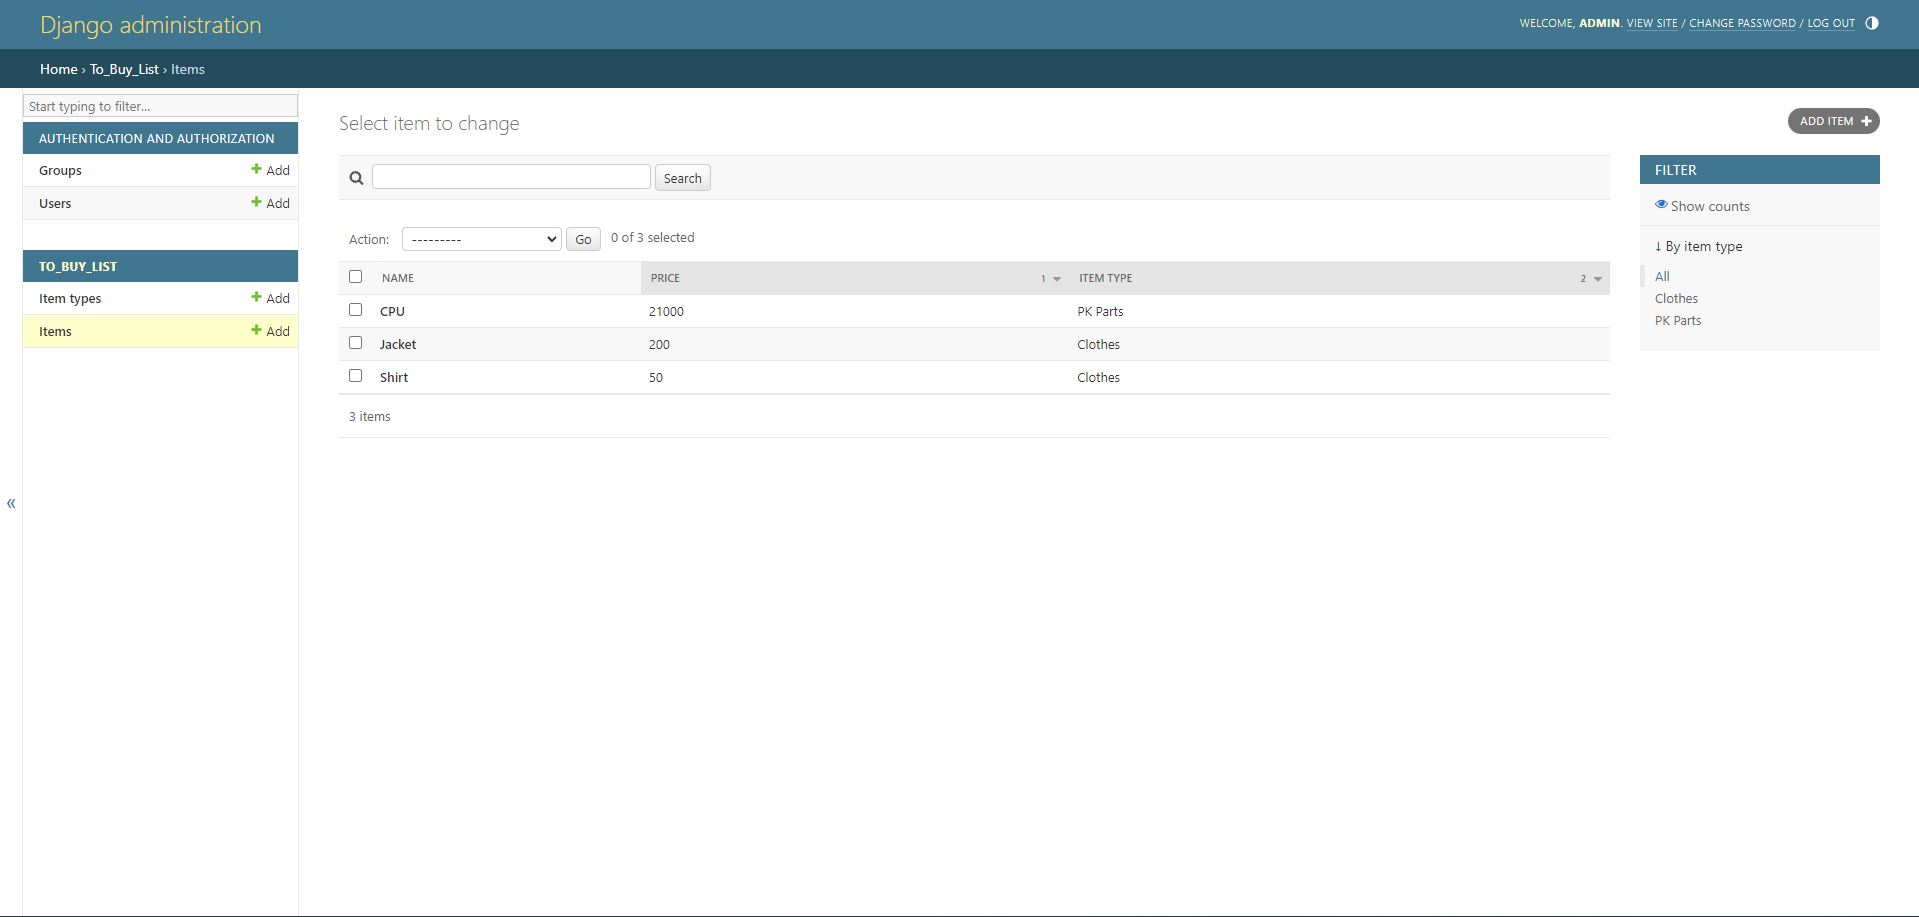 Django administration
WELCOME, ADMIN. VIEW SITE / CHANGE PASSWORD / LOG OUT
Home › To_Buy_List › Items
Start typing to filter...
AUTHENTICATION AND AUTHORIZATION
Groups + Add
Users + Add
TO_BUY_LIST
Item types + Add
Items + Add
«
Select item to change
ADD ITEM +
Search
Action: --------- Go 0 of 3 selected
NAME PRICE 1 ITEM TYPE 2
CPU 21000 PK Parts
Jacket 200 Clothes
Shirt 50 Clothes
3 items
FILTER
Show counts
↓ By item type
All
Clothes
PK Parts